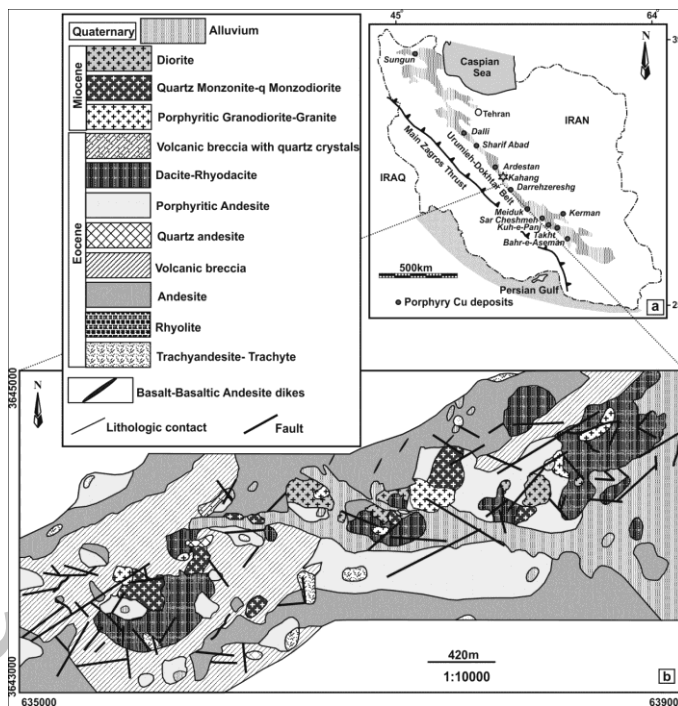 Quaternary
Alluvium
Miocene
Diorite
Quartz Monzonite-q Monzodiorite
Porphyritic Granodiorite-Granite
Eocene
Volcanic breccia with quartz crystals
Dacite-Rhyodacite
Porphyritic Andesite
Quartz andesite
Volcanic breccia
Andesite
Rhyolite
Trachyandesite- Trachyte
Basalt-Basaltic Andesite dikes
Lithologic contact
Fault
45
64
N
Sungun
Caspian
Sea
Tehran
IRAN
Dalli
Sharif Abad
Main Zagros Thrust
Urumieh-Dokhtar Belt
Ardestan
Kahang
IRAQ
Darrehzereshg
Meiduk
Kerman
Sar Cheshmeh
Kuh-e-Panj
Takht
Bahr-e-Aseman
500km
Persian Gulf
Porphyry Cu deposits
a
3645000
N
3643000
420m
1:10000
b
635000
63900